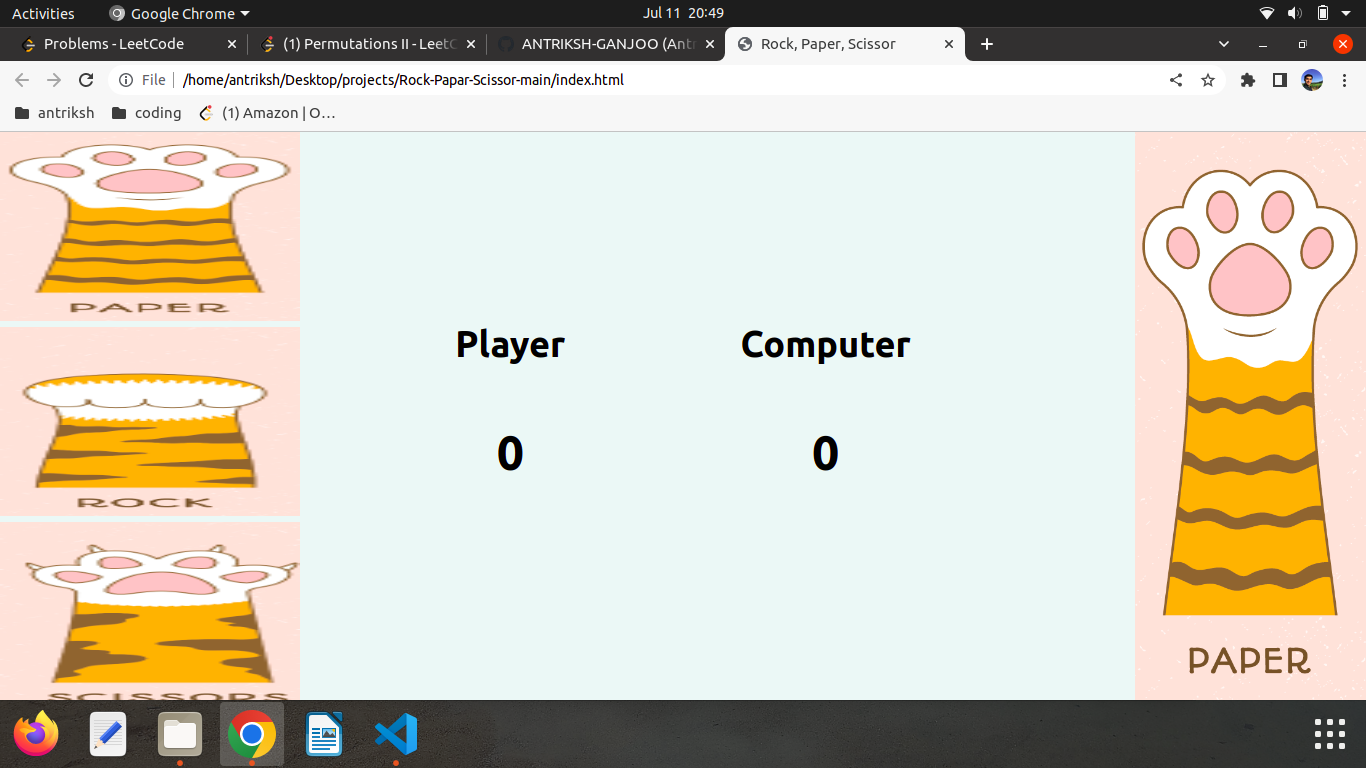 Activities
Google Chrome
Jul 11 20:49
Problems - LeetCode
(1) Permutations II - LeetC
ANTRIKSH-GANJOO (Ant
Rock, Paper, Scissor
File
/home/antriksh/Desktop/projects/Rock-Papar-Scissor-main/index.html
antriksh
coding
(1) Amazon | O…
PAPER
ROCK
SCISSORS
Player
Computer
0
0
PAPER